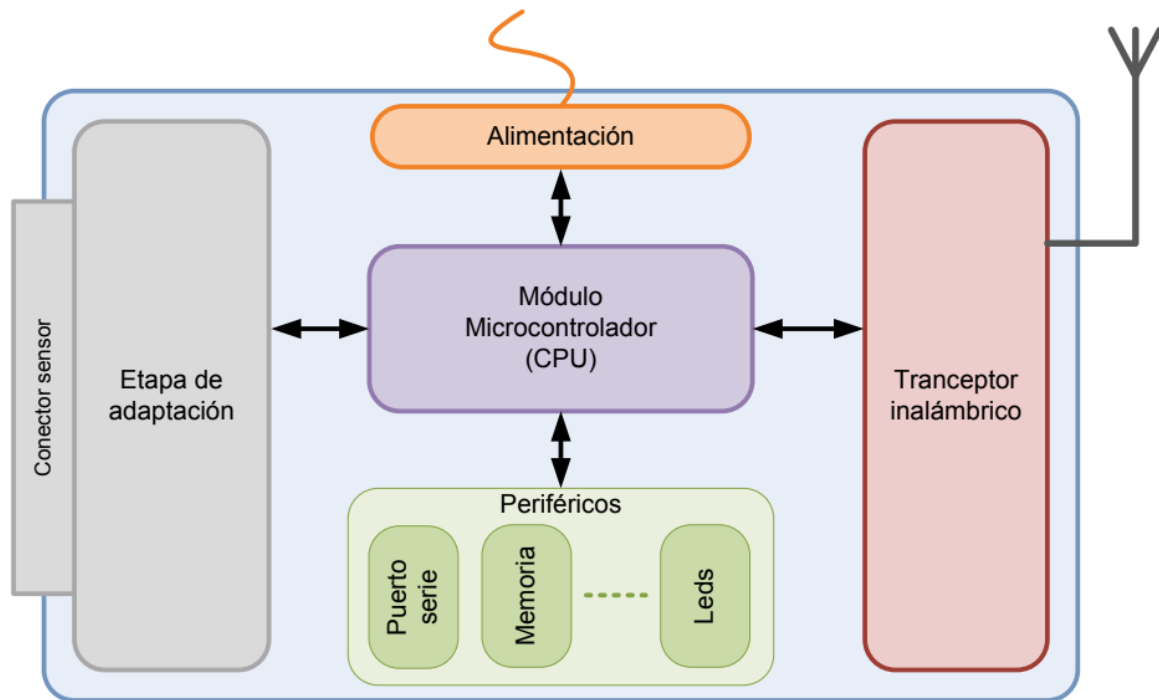 Alimentación
Conector sensor
Etapa de
adaptación
Módulo
Microcontrolador
(CPU)
Tranceptor
inalámbrico
Periféricos
Puerto
serie
Memoria
Leds